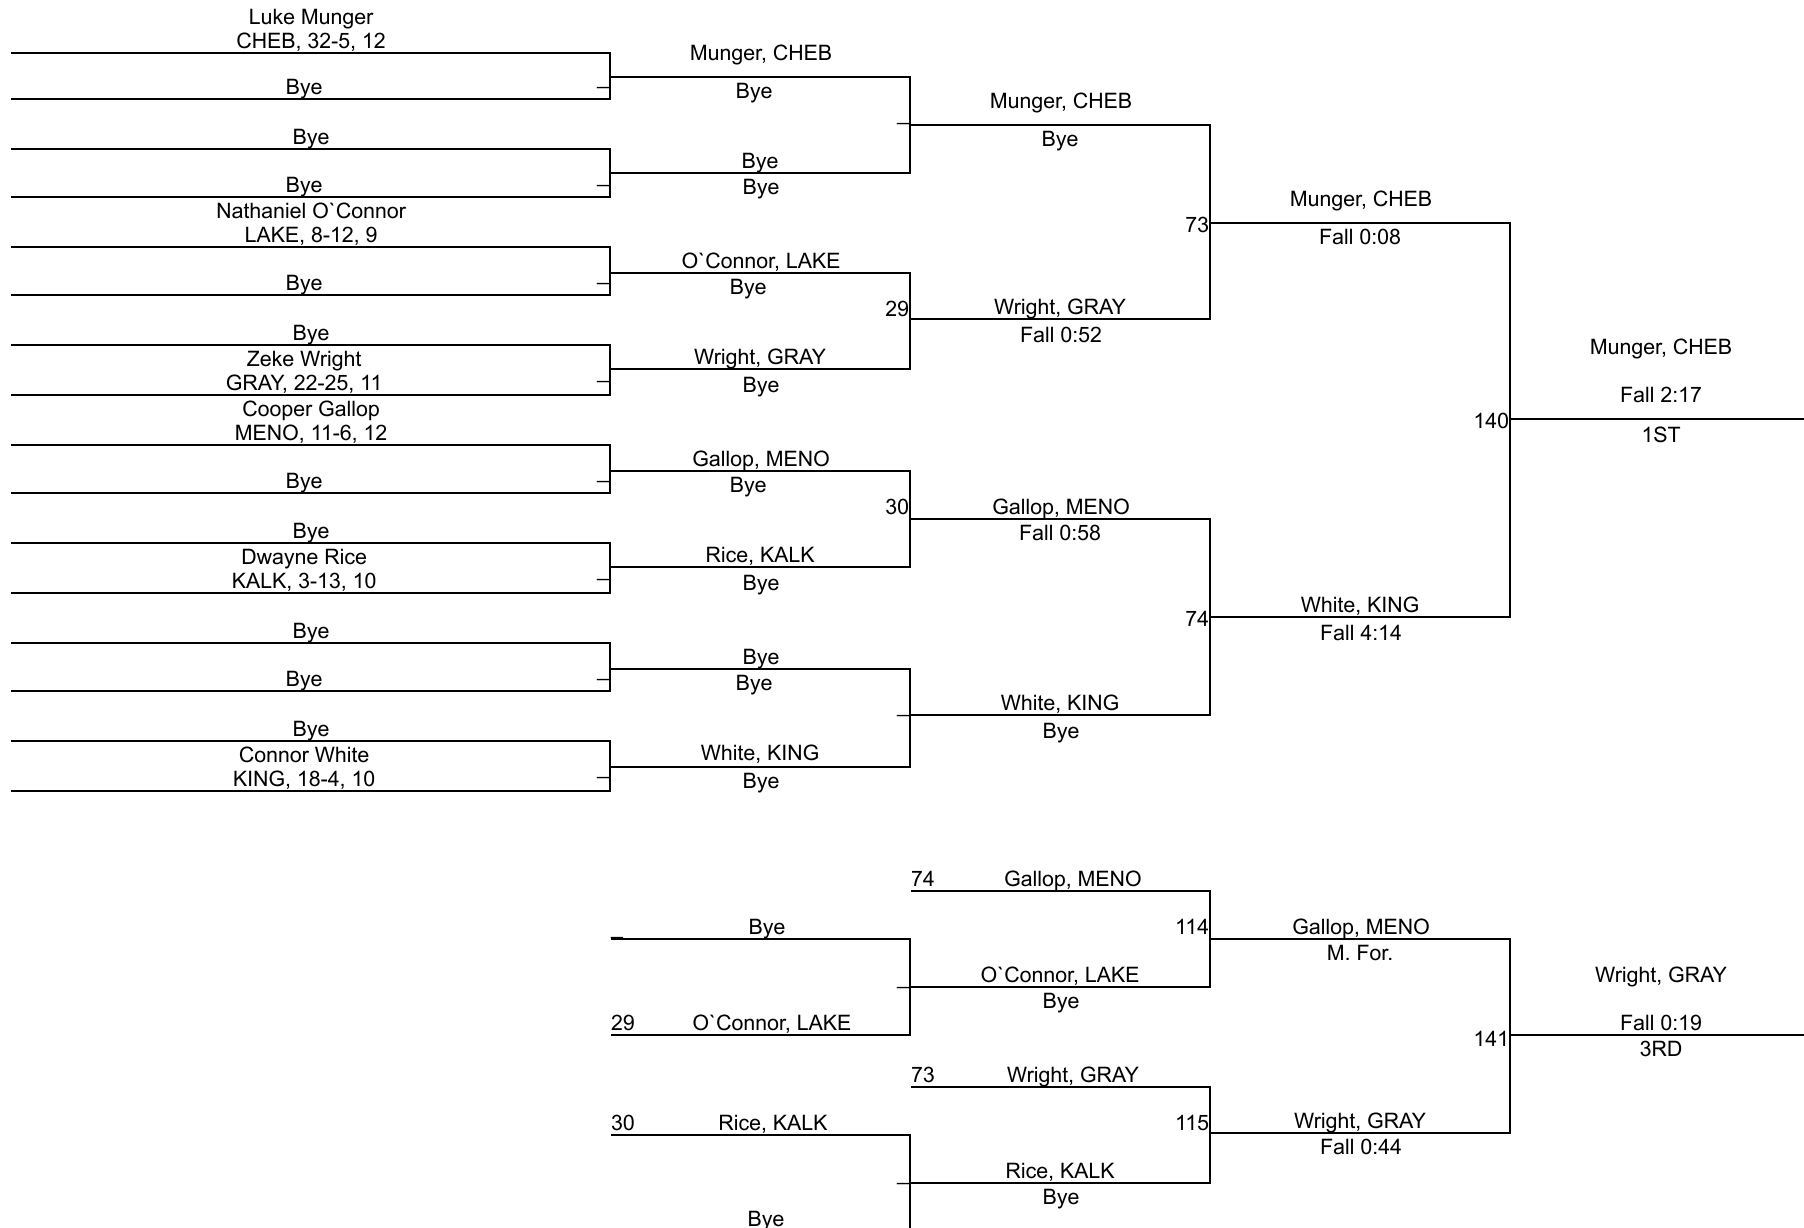 Luke Munger
CHEB, 32-5, 12
Bye
Bye
Bye
Nathaniel O`Connor
LAKE, 8-12, 9
Bye
Bye
Zeke Wright
GRAY, 22-25, 11
Cooper Gallop
MENO, 11-6, 12
Bye
Bye
Dwayne Rice
KALK, 3-13, 10
Bye
Bye
Bye
Connor White
KING, 18-4, 10
Munger, CHEB
Bye
Bye
Bye
O`Connor, LAKE
Bye
29
Wright, GRAY
Bye
Gallop, MENO
Bye
30
Rice, KALK
Bye
Bye
Bye
White, KING
Bye
Munger, CHEB
Bye
73
Wright, GRAY
Fall 0:52
Gallop, MENO
Fall 0:58
74
White, KING
Bye
Munger, CHEB
Fall 0:08
140
White, KING
Fall 4:14
Munger, CHEB
Fall 2:17
1ST
74 Gallop, MENO
Bye
114
O`Connor, LAKE
Bye
29 O`Connor, LAKE
Gallop, MENO
M. For.
73 Wright, GRAY
30 Rice, KALK
115
Rice, KALK
Bye
Bye
Wright, GRAY
Fall 0:44
141
Wright, GRAY
Fall 0:19
3RD